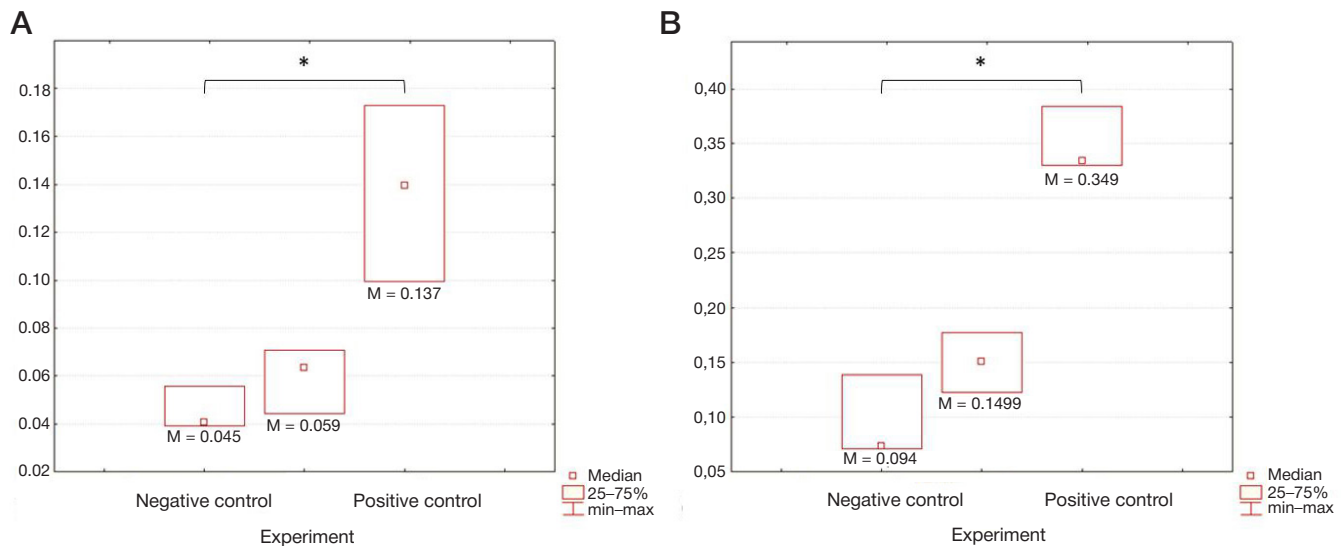 A
*
0.18
0.16
0.14
0.12
0.10
0.08
0.06
0.04
0.02
M = 0.045
M = 0.059
M = 0.137
Negative control
Positive control
Experiment
Median
25–75%
min–max
B
*
0,40
0,35
0,30
0,25
0,20
0,15
0,10
0,05
M = 0.094
M = 0.1499
M = 0.349
Negative control
Positive control
Experiment
Median
25–75%
min–max